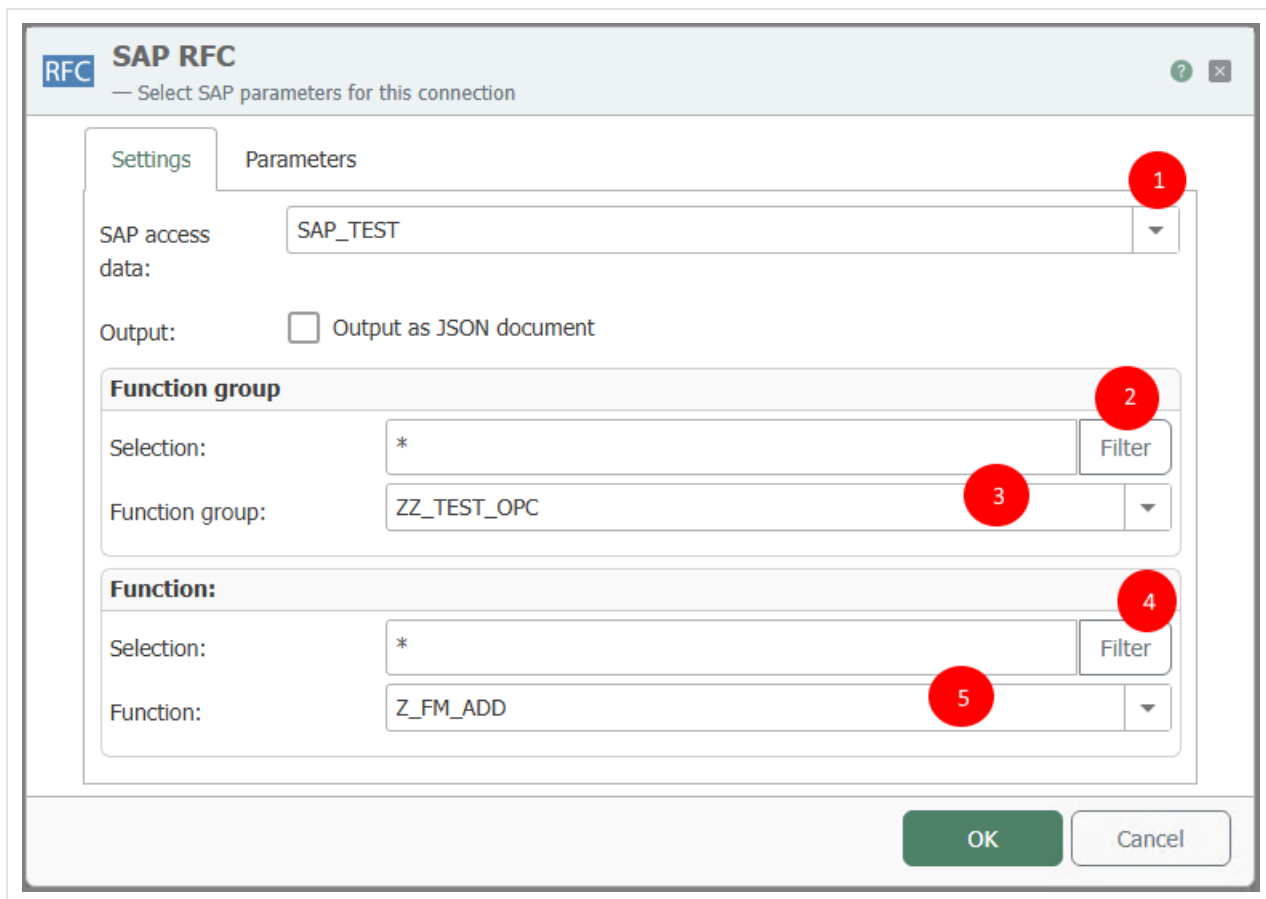 RFC
SAP RFC
— Select SAP parameters for this connection
?
Settings Parameters
1
SAP access
data:
SAP_TEST
Output: Output as JSON document
Function group
2
Selection: * Filter
3
Function group: ZZ_TEST_OPC
Function:
4
Selection: * Filter
5
Function: Z_FM_ADD
OK Cancel